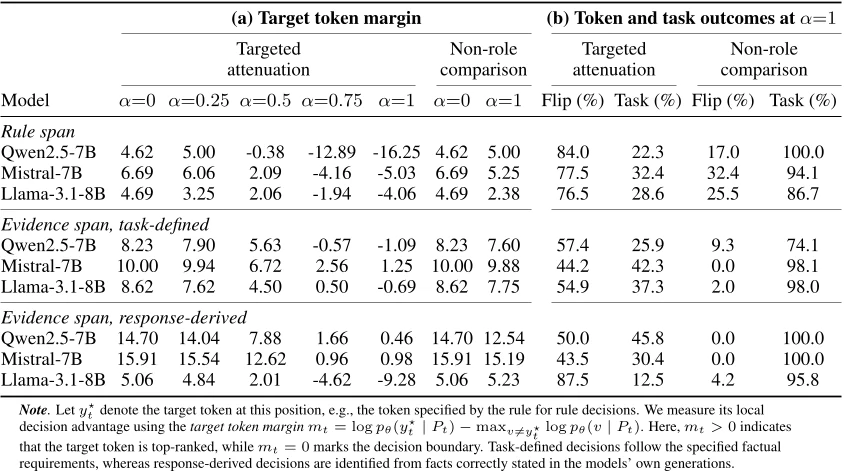 (a) Target token margin (b) Token and task outcomes at α=1
Targeted attenuation Non-role comparison Targeted attenuation Non-role comparison
Model α=0 α=0.25 α=0.5 α=0.75 α=1 α=0 α=1 Flip (%) Task (%) Flip (%) Task (%)
Rule span
Qwen2.5-7B 4.62 5.00 -0.38 -12.89 -16.25 4.62 5.00 84.0 22.3 17.0 100.0
Mistral-7B 6.69 6.06 2.09 -4.16 -5.03 6.69 5.25 77.5 32.4 32.4 94.1
Llama-3.1-8B 4.69 3.25 2.06 -1.94 -4.06 4.69 2.38 76.5 28.6 25.5 86.7
Evidence span, task-defined
Qwen2.5-7B 8.23 7.90 5.63 -0.57 -1.09 8.23 7.60 57.4 25.9 9.3 74.1
Mistral-7B 10.00 9.94 6.72 2.56 1.25 10.00 9.88 44.2 42.3 0.0 98.1
Llama-3.1-8B 8.62 7.62 4.50 0.50 -0.69 8.62 7.75 54.9 37.3 2.0 98.0
Evidence span, response-derived
Qwen2.5-7B 14.70 14.04 7.88 1.66 0.46 14.70 12.54 50.0 45.8 0.0 100.0
Mistral-7B 15.91 15.54 12.62 0.96 0.98 15.91 15.19 43.5 30.4 0.0 100.0
Llama-3.1-8B 5.06 4.84 2.01 -4.62 -9.28 5.06 5.23 87.5 12.5 4.2 95.8
Note. Let y⋆t denote the target token at this position, e.g., the token specified by the rule for rule decisions. We measure its local
decision advantage using the target token margin mt = log pθ(y⋆t | Pt) − maxv≠y⋆t log pθ(v | Pt). Here, mt > 0 indicates
that the target token is top-ranked, while mt = 0 marks the decision boundary. Task-defined decisions follow the specified factual
requirements, whereas response-derived decisions are identified from facts correctly stated in the models' own generations.